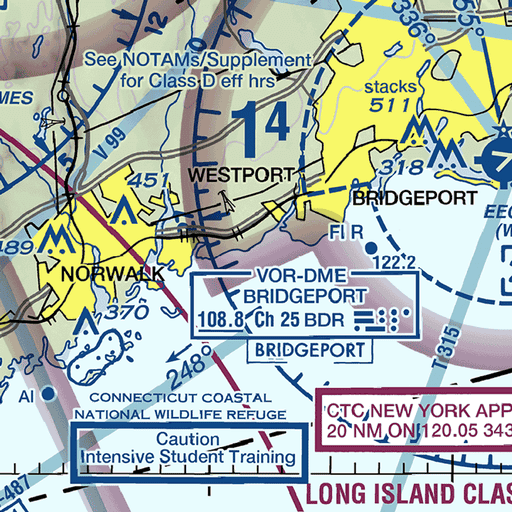 336°
55°
12
See NOTAMs/Supplement
for Class D eff hrs
MES
V 99
stacks
511
14
5
451
WESTPORT
318
7
BRIDGEPORT
489
FI R
122.2
NORWALK
VOR-DME
BRIDGEPORT
108.8 Ch 25 BDR
370
BRIDGEPORT
T 315
248°
AI
CONNECTICUT COASTAL
NATIONAL WILDLIFE REFUGE
CTC NEW YORK APP
20 NM ON 120.05 343
Caution
Intensive Student Training
-487
LONG ISLAND CLAS